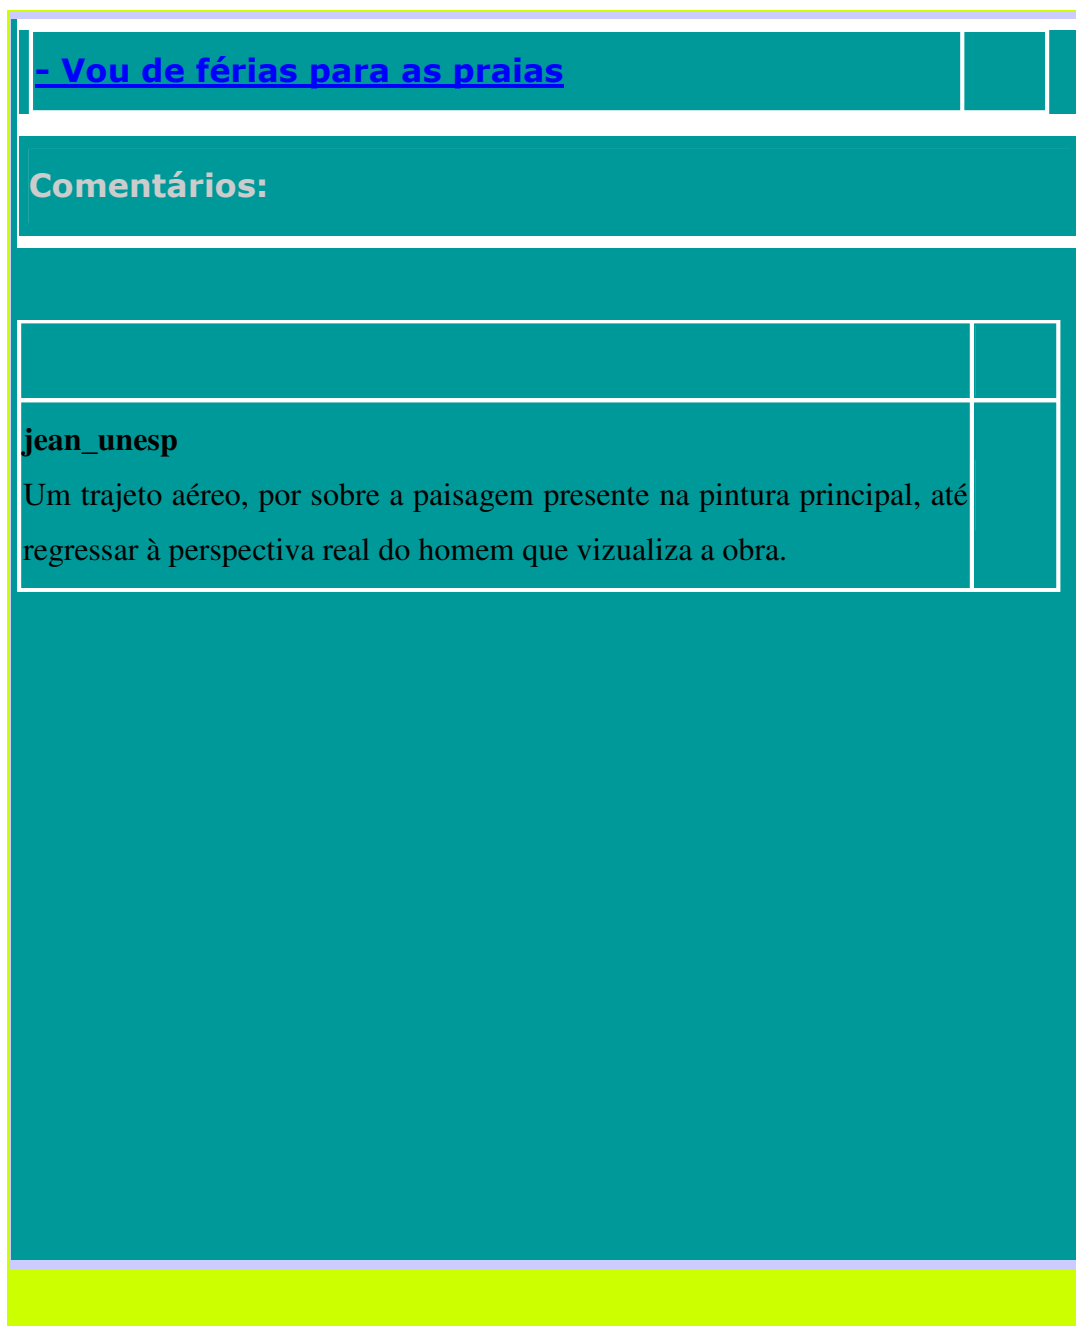 - Vou de férias para as praias
Comentários:
jean_unesp
Um trajeto aéreo, por sobre a paisagem presente na pintura principal, até
regressar à perspectiva real do homem que vizualiza a obra.